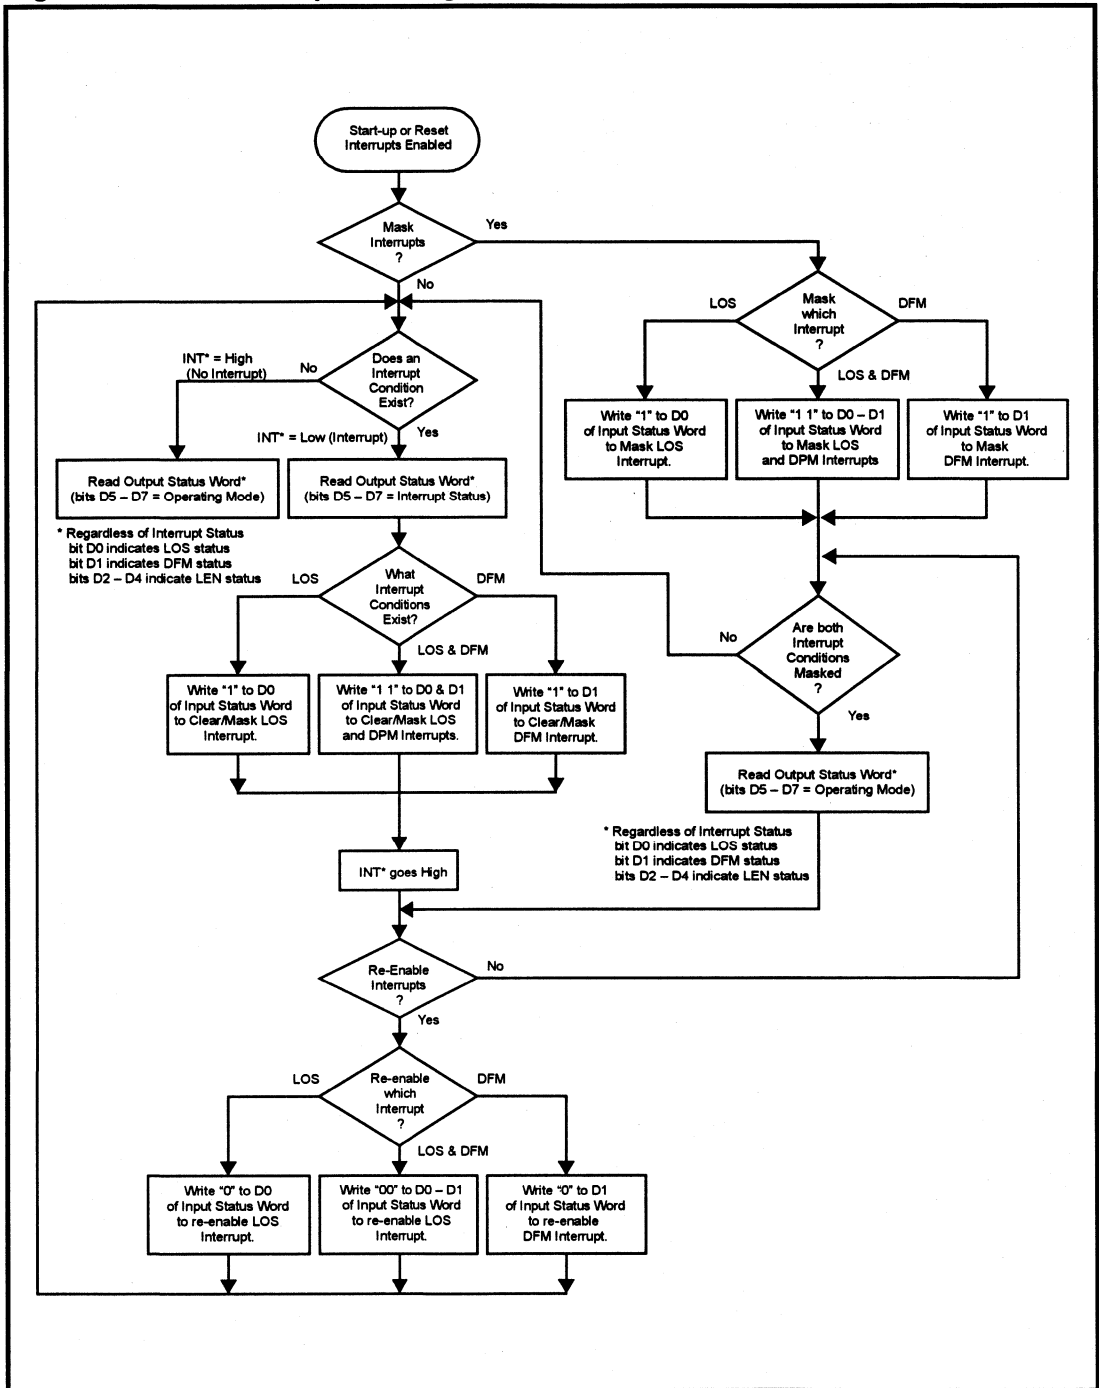 Start-up or Reset
Interrupts Enabled
Mask
Interrupts
?
Yes
No
LOS
Mask
which
Interrupt
?
DFM
LOS & DFM
Write "1" to D0
of Input Status Word
to Mask LOS
Interrupt.
Write "1 1" to D0 – D1
of Input Status Word
to Mask LOS
and DPM Interrupts
Write "1" to D1
of Input Status Word
to Mask
DFM Interrupt.
INT* = High
(No Interrupt)
No
Does an
Interrupt
Condition
Exist?
INT* = Low (Interrupt)
Yes
Read Output Status Word*
(bits D5 – D7 = Operating Mode)
Read Output Status Word*
(bits D5 – D7 = Interrupt Status)
* Regardless of Interrupt Status
bit D0 indicates LOS status
bit D1 indicates DFM status
bits D2 – D4 indicate LEN status
LOS
What
Interrupt
Conditions
Exist?
DFM
LOS & DFM
Write "1" to D0
of Input Status Word
to Clear/Mask LOS
Interrupt.
Write "1 1" to D0 & D1
of Input Status Word
to Clear/Mask LOS
and DPM Interrupts.
Write "1" to D1
of Input Status Word
to Clear/Mask
DFM Interrupt.
No
Are both
Interrupt
Conditions
Masked
?
Yes
Read Output Status Word*
(bits D5 – D7 = Operating Mode)
* Regardless of Interrupt Status
bit D0 indicates LOS status
bit D1 indicates DFM status
bits D2 – D4 indicate LEN status
INT* goes High
Re-Enable
Interrupts
?
No
Yes
LOS
Re-enable
which
Interrupt
?
DFM
LOS & DFM
Write "0" to D0
of Input Status Word
to re-enable LOS
Interrupt.
Write "00" to D0 – D1
of Input Status Word
to re-enable LOS
Interrupt.
Write "0" to D1
of Input Status Word
to re-enable
DFM Interrupt.